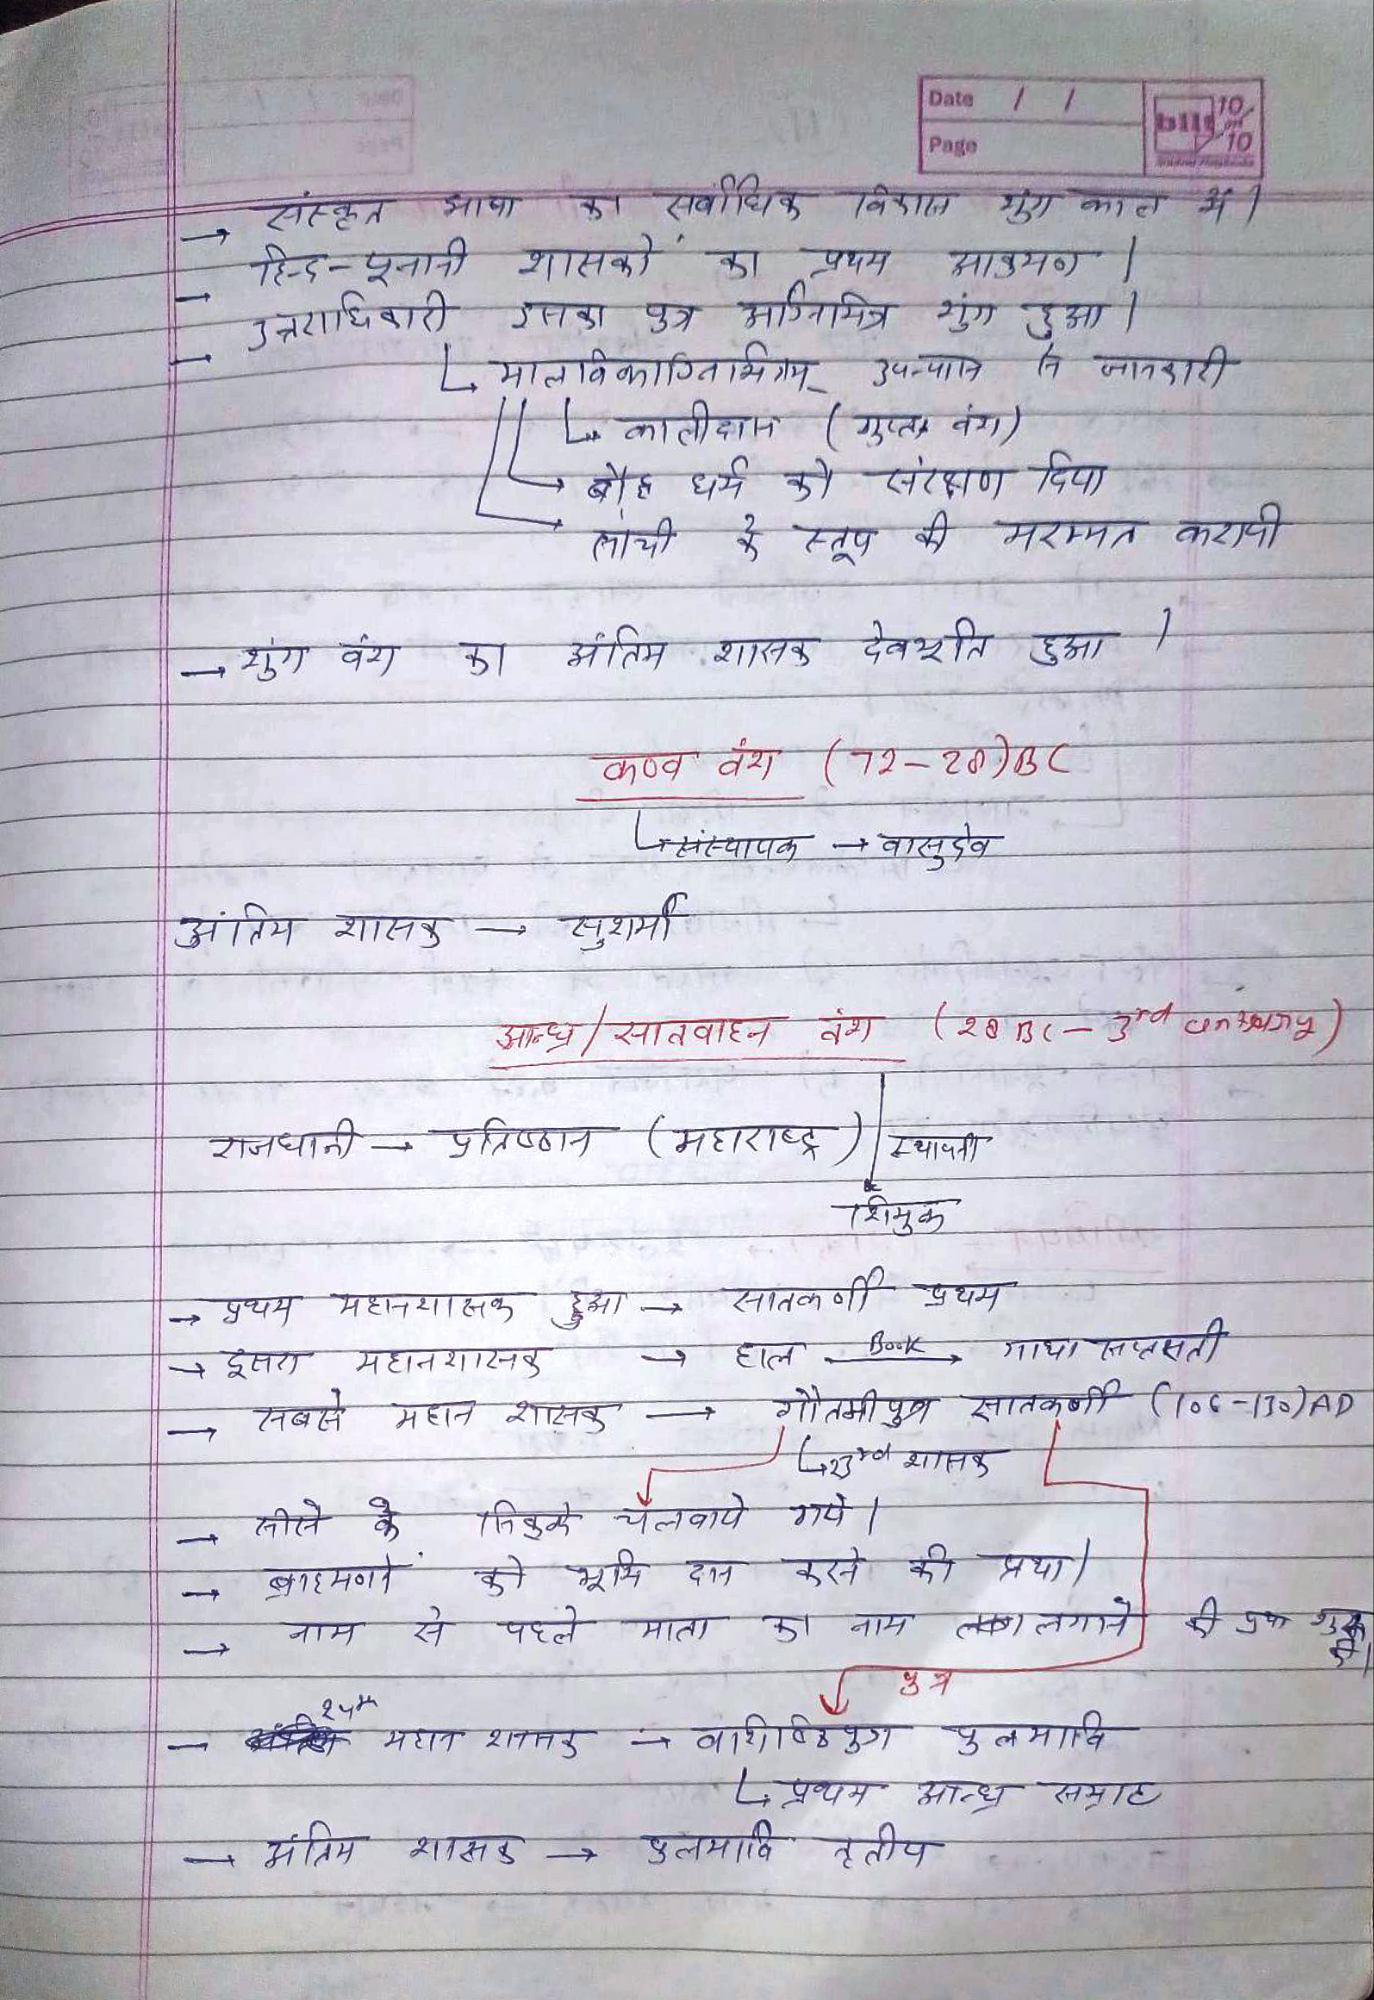 Date / /
Page
bilt 10 on 10
→ संस्कृत भाषा का सर्वाधिक विकास शुंग काल में।
→ हिन्द-यूनानी शासकों का प्रथम आक्रमण।
→ उत्तराधिकारी इसका पुत्र अग्निमित्र शुंग हुआ।
↳ मालविकाग्निमित्रम् उपन्यास से जानकारी
↳ कालीदास (गुप्त वंश)
→ बौद्ध धर्म को संरक्षण दिया
→ सांची के स्तूप की मरम्मत करायी
→ शुंग वंश का अंतिम शासक देवभूति हुआ।
कण्व वंश (72-28)BC
↳ संस्थापक → वासुदेव
अंतिम शासक → सुशर्मा
आन्ध्र/सातवाहन वंश (28 BC - 3rd century)
राजधानी → प्रतिष्ठान (महाराष्ट्र) स्थापना
शिमुक
→ प्रथम महानशासक हुआ → सातकर्णी प्रथम
→ दूसरा महानशासक → हाल Book → गाथा सप्तसती
→ सबसे महान शासक → गौतमीपुत्र सातकर्णी (106-130)AD
↳ 23rd शासक
→ सीसे के सिक्के चलवाये गये।
→ ब्राहमणों को भूमि दान करने की प्रथा।
→ नाम से पहले माता का नाम लगाने की प्रथा शुरू की।
पुत्र
→ 24th महान शासक → वाशिष्ठिपुत्र पुलमावि
↳ प्रथम आन्ध्र सम्राट
→ अंतिम शासक → पुलमावि तृतीय